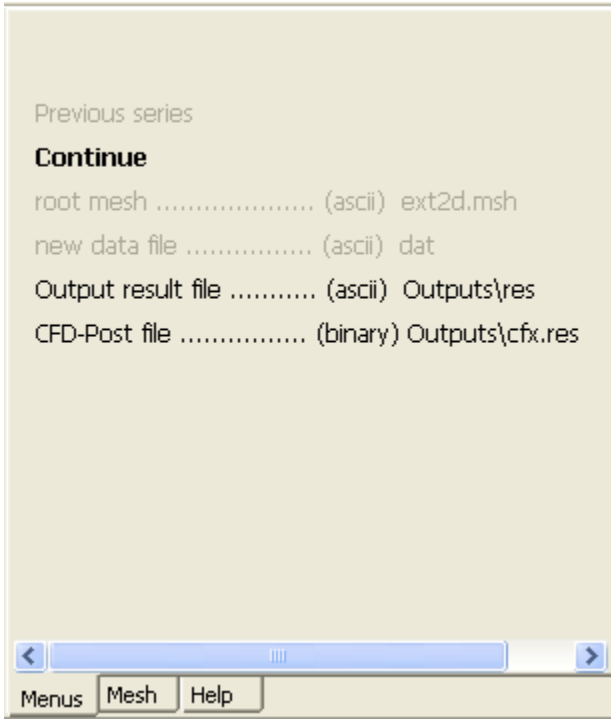 Previous series
Continue
root mesh .................... (ascii) ext2d.msh
new data file ................ (ascii) dat
Output result file ........... (ascii) Outputs\res
CFD-Post file ................ (binary) Outputs\cfx.res
Menus Mesh Help